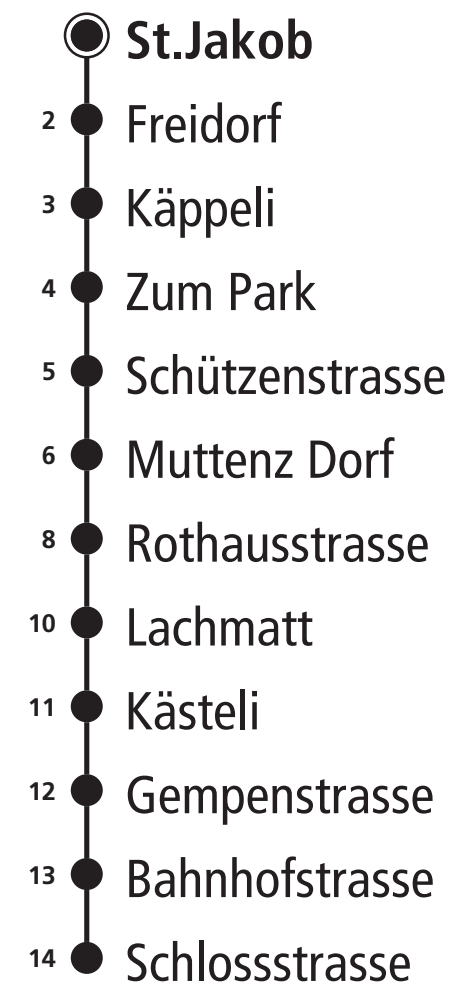 St.Jakob
2 Freidorf
3 Käppeli
4 Zum Park
5 Schützenstrasse
6 Muttenz Dorf
8 Rothausstrasse
10 Lachmatt
11 Kästeli
12 Gempenstrasse
13 Bahnhofstrasse
14 Schlossstrasse